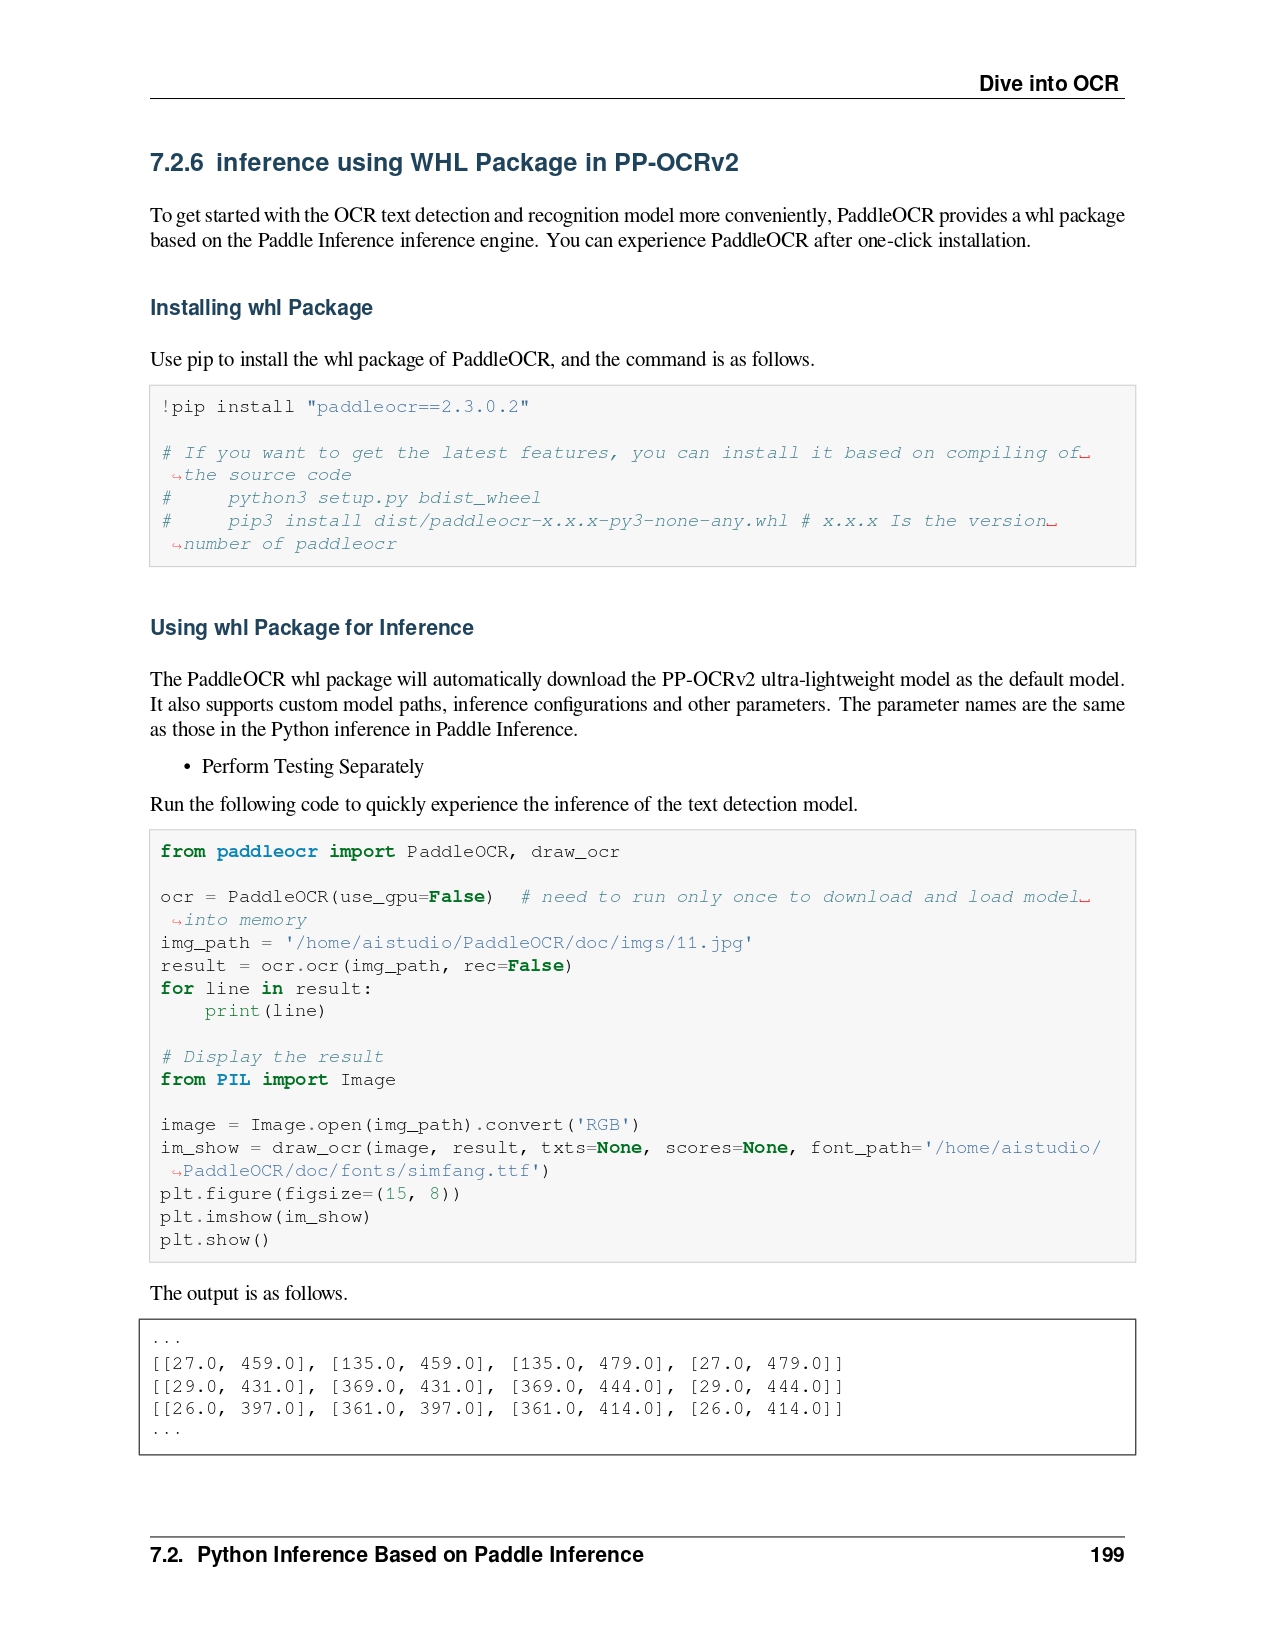 Dive into OCR
7.2.6 inference using WHL Package in PP-OCRv2
To get started with the OCR text detection and recognition model more conveniently, PaddleOCR provides a whl package
based on the Paddle Inference inference engine. You can experience PaddleOCR after one-click installation.
Installing whl Package
Use pip to install the whl package of PaddleOCR, and the command is as follows.
!pip install "paddleocr==2.3.0.2"
# If you want to get the latest features, you can install it based on compiling of␣
↪the source code
#     python3 setup.py bdist_wheel
#     pip3 install dist/paddleocr-x.x.x-py3-none-any.whl # x.x.x Is the version␣
↪number of paddleocr
Using whl Package for Inference
The PaddleOCR whl package will automatically download the PP-OCRv2 ultra-lightweight model as the default model.
It also supports custom model paths, inference configurations and other parameters. The parameter names are the same
as those in the Python inference in Paddle Inference.
• Perform Testing Separately
Run the following code to quickly experience the inference of the text detection model.
from paddleocr import PaddleOCR, draw_ocr
ocr = PaddleOCR(use_gpu=False)  # need to run only once to download and load model␣
↪into memory
img_path = '/home/aistudio/PaddleOCR/doc/imgs/11.jpg'
result = ocr.ocr(img_path, rec=False)
for line in result:
    print(line)
# Display the result
from PIL import Image
image = Image.open(img_path).convert('RGB')
im_show = draw_ocr(image, result, txts=None, scores=None, font_path='/home/aistudio/
↪PaddleOCR/doc/fonts/simfang.ttf')
plt.figure(figsize=(15, 8))
plt.imshow(im_show)
plt.show()
The output is as follows.
...
[[27.0, 459.0], [135.0, 459.0], [135.0, 479.0], [27.0, 479.0]]
[[29.0, 431.0], [369.0, 431.0], [369.0, 444.0], [29.0, 444.0]]
[[26.0, 397.0], [361.0, 397.0], [361.0, 414.0], [26.0, 414.0]]
...
7.2. Python Inference Based on Paddle Inference 199